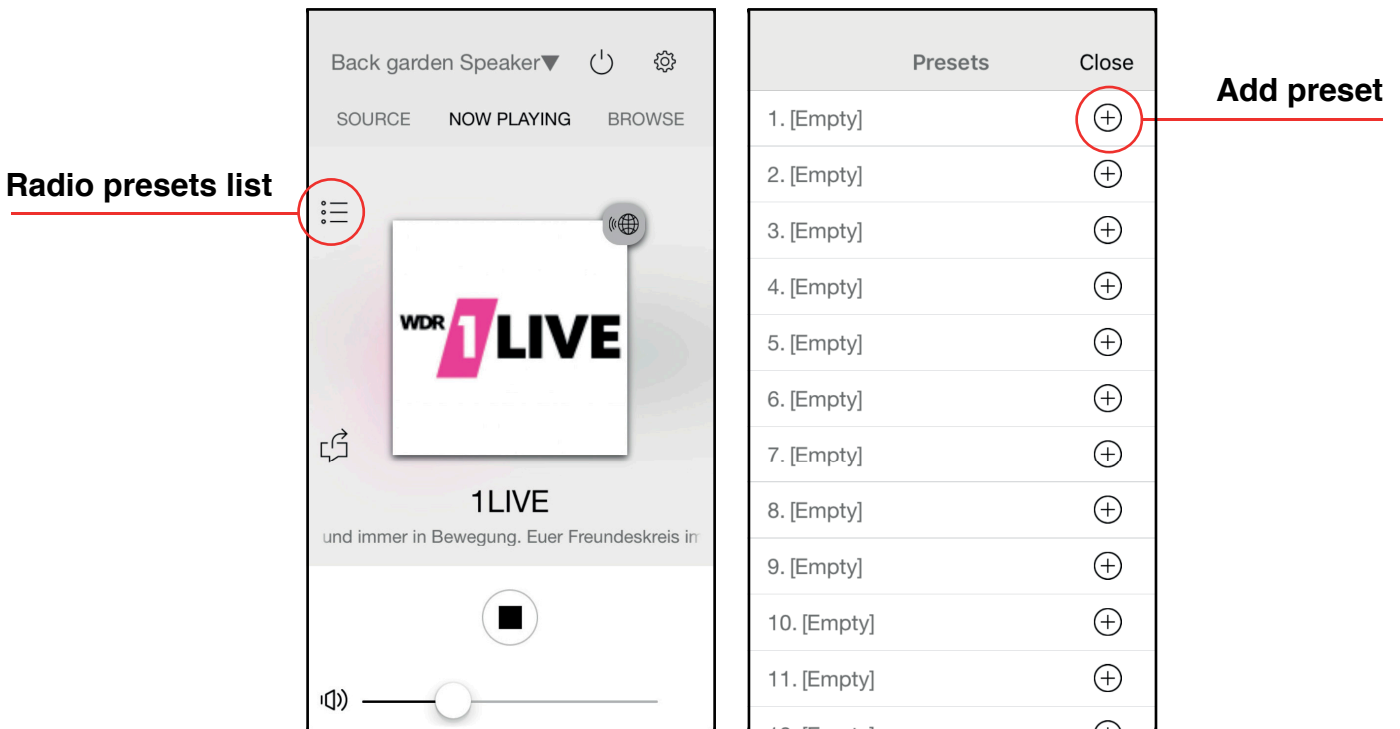 Radio presets list
Back garden Speaker▼
SOURCE NOW PLAYING BROWSE
WDR 1LIVE
1LIVE
und immer in Bewegung. Euer Freundeskreis im
Presets Close
1. [Empty]
2. [Empty]
3. [Empty]
4. [Empty]
5. [Empty]
6. [Empty]
7. [Empty]
8. [Empty]
9. [Empty]
10. [Empty]
11. [Empty]
Add preset